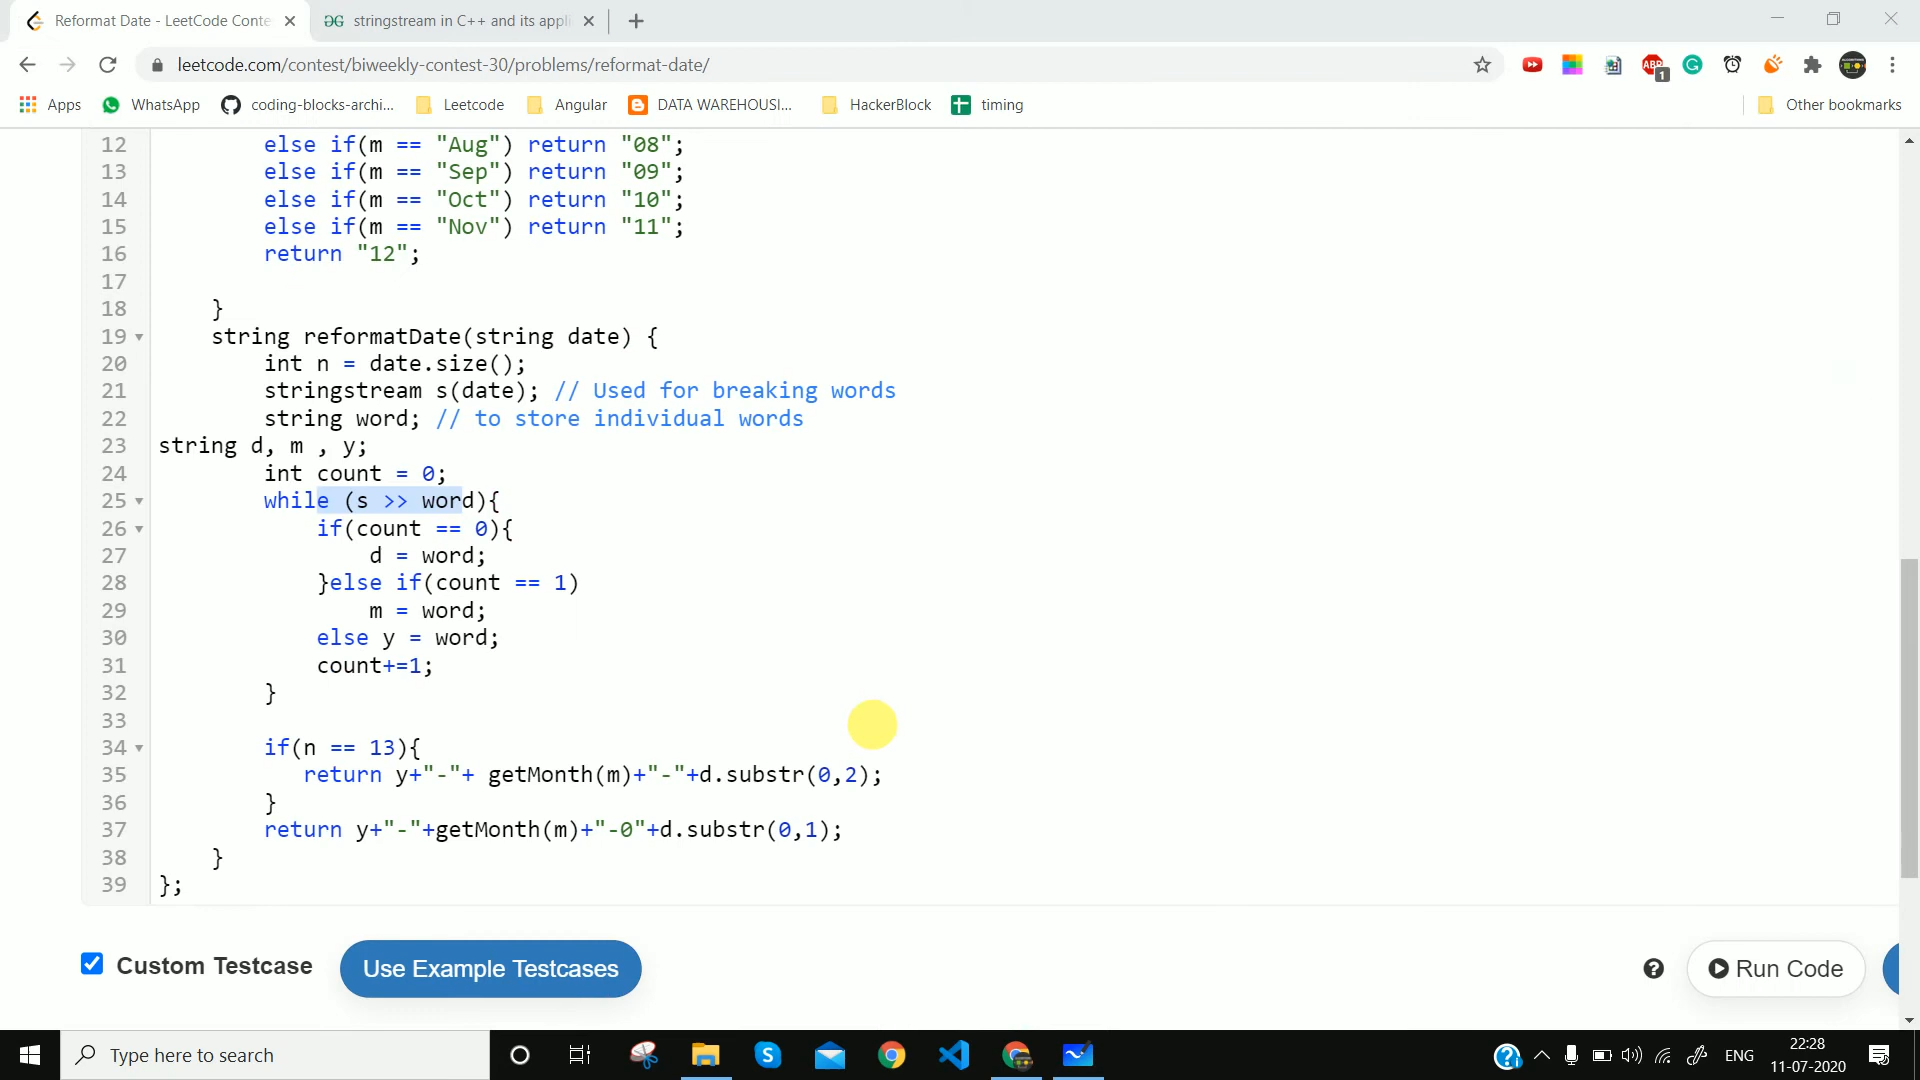 Reformat Date - LeetCode Conte
stringstream in C++ and its appli
leetcode.com/contest/biweekly-contest-30/problems/reformat-date/
ABP
1
Apps
WhatsApp
coding-blocks-archi...
Leetcode
Angular
DATA WAREHOUSI...
HackerBlock
timing
Other bookmarks
12 else if(m == "Aug") return "08";
13 else if(m == "Sep") return "09";
14 else if(m == "Oct") return "10";
15 else if(m == "Nov") return "11";
16 return "12";
17
18 }
19 string reformatDate(string date) {
20 int n = date.size();
21 stringstream s(date); // Used for breaking words
22 string word; // to store individual words
23 string d, m , y;
24 int count = 0;
25 while (s >> word){
26 if(count == 0){
27 d = word;
28 }else if(count == 1)
29 m = word;
30 else y = word;
31 count+=1;
32 }
33
34 if(n == 13){
35 return y+"-"+ getMonth(m)+"-"+d.substr(0,2);
36 }
37 return y+"-"+getMonth(m)+"-0"+d.substr(0,1);
38 }
39 };
Custom Testcase
Use Example Testcases
Run Code
Type here to search
ENG
22:28
11-07-2020